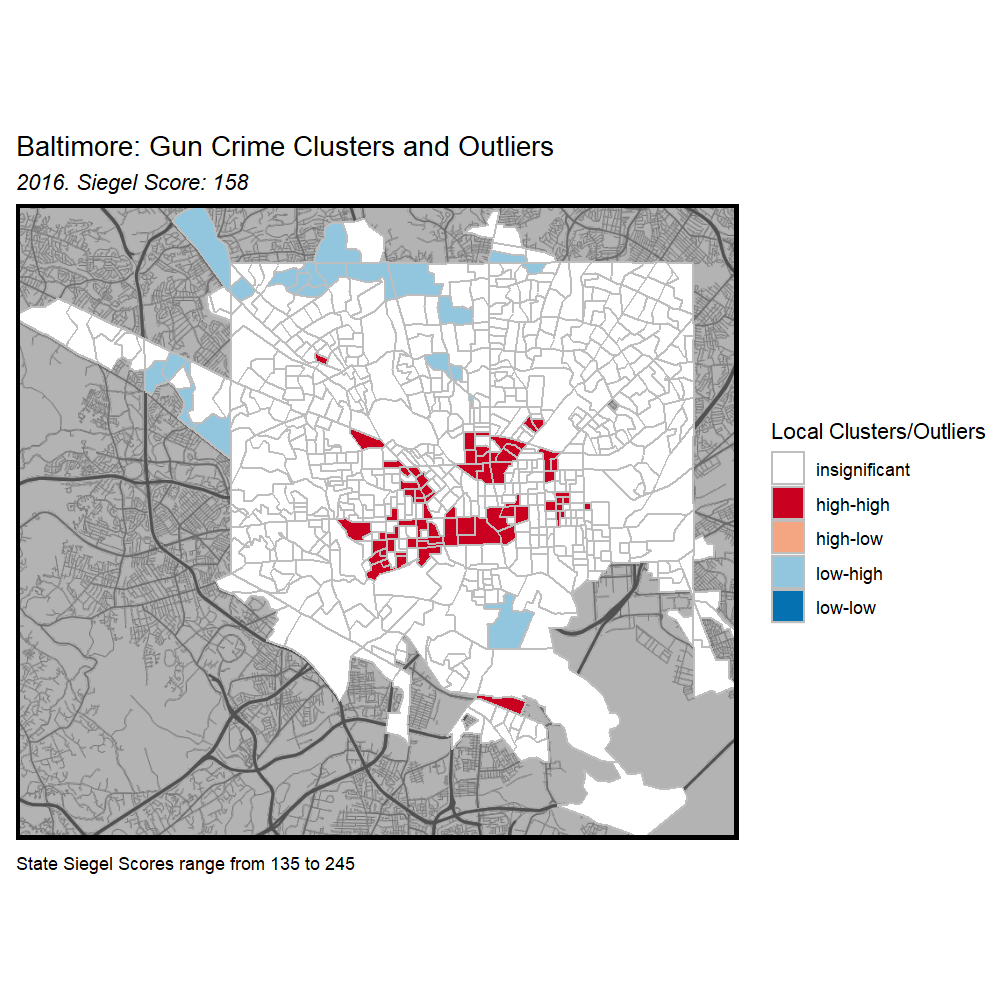 Baltimore: Gun Crime Clusters and Outliers
2016. Siegel Score: 158
Local Clusters/Outliers
insignificant
high-high
high-low
low-high
low-low
State Siegel Scores range from 135 to 245